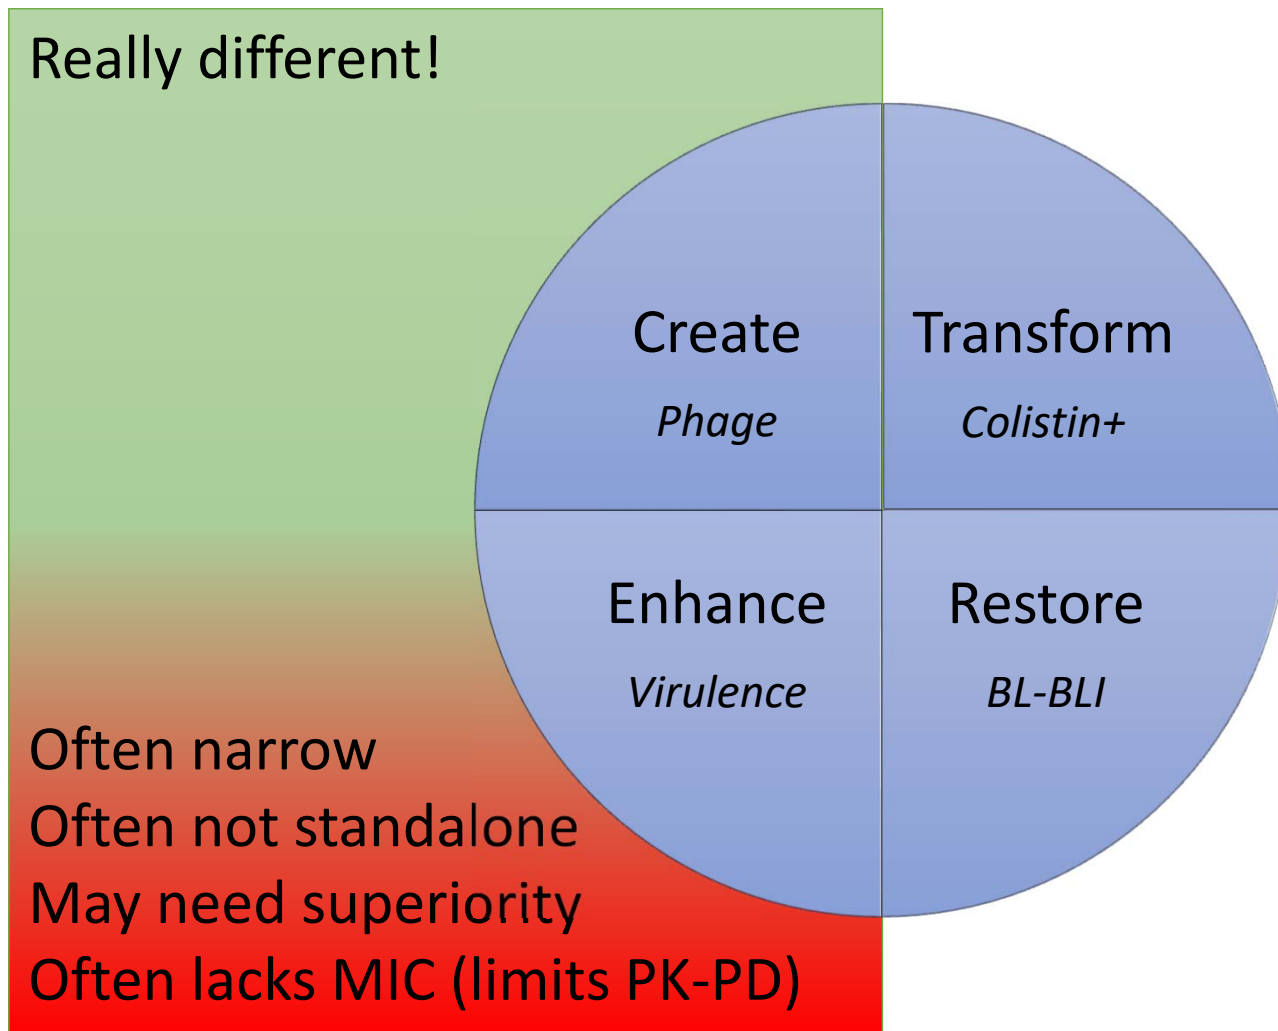 Really different!
Create
Phage
Transform
Colistin+
Enhance
Virulence
Restore
BL-BLI
Often narrow
Often not standalone
May need superiority
Often lacks MIC (limits PK-PD)